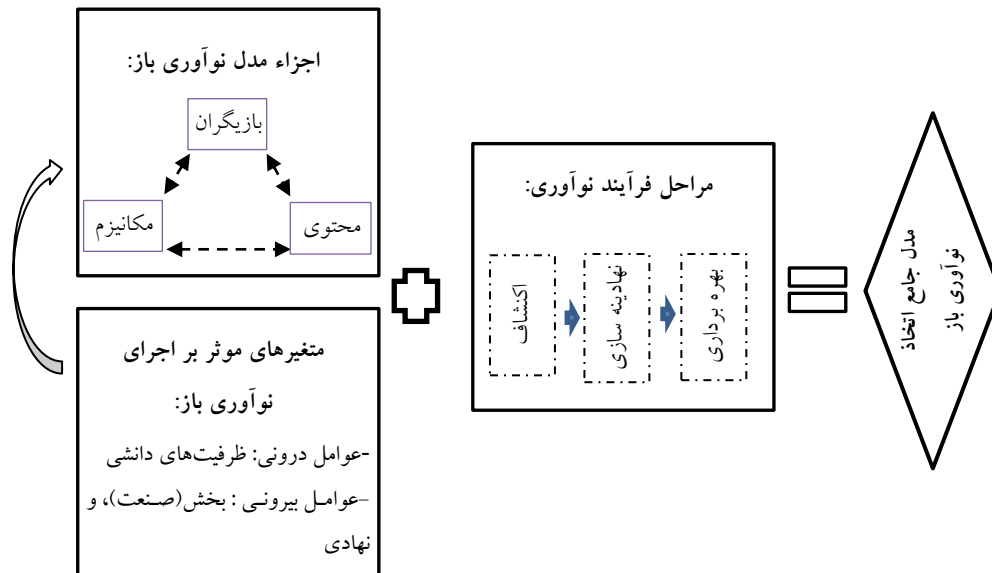 اجزاء مدل نوآوری باز:
بازیگران
مکانیزم
محتوی
متغیرهای موثر بر اجرای
نوآوری باز:
-عوامل درونی: ظرفیت‌های دانشی
-عوامل بیرونی : بخش(صنعت)، و
نهادی
مراحل فرآیند نوآوری:
اکتشاف
نهادینه سازی
بهره برداری
مدل جامع اتخاذ
نوآوری باز